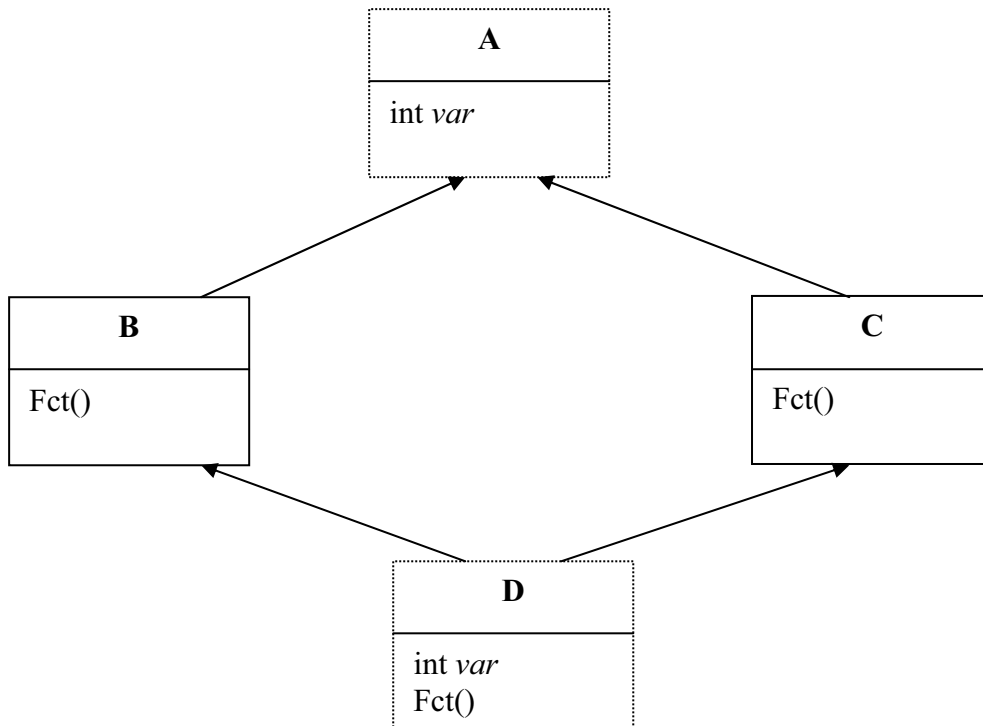 A
int var
B
Fct()
C
Fct()
D
int var
Fct()